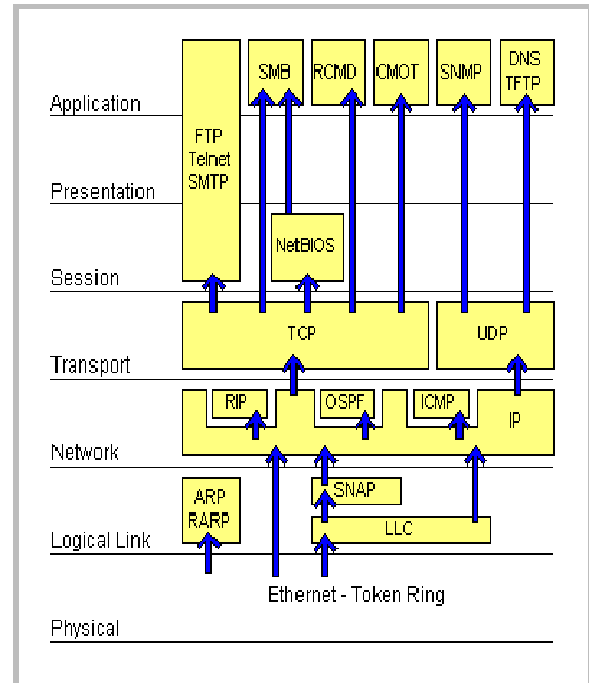 SMB
RCMD
CMOT
SNMP
DNS
TFTP
Application
FTP
Telnet
SMTP
Presentation
NetBIOS
Session
TCP
UDP
Transport
RIP
OSPF
ICMP
IP
Network
ARP
RARP
SNAP
LLC
Logical Link
Ethernet - Token Ring
Physical